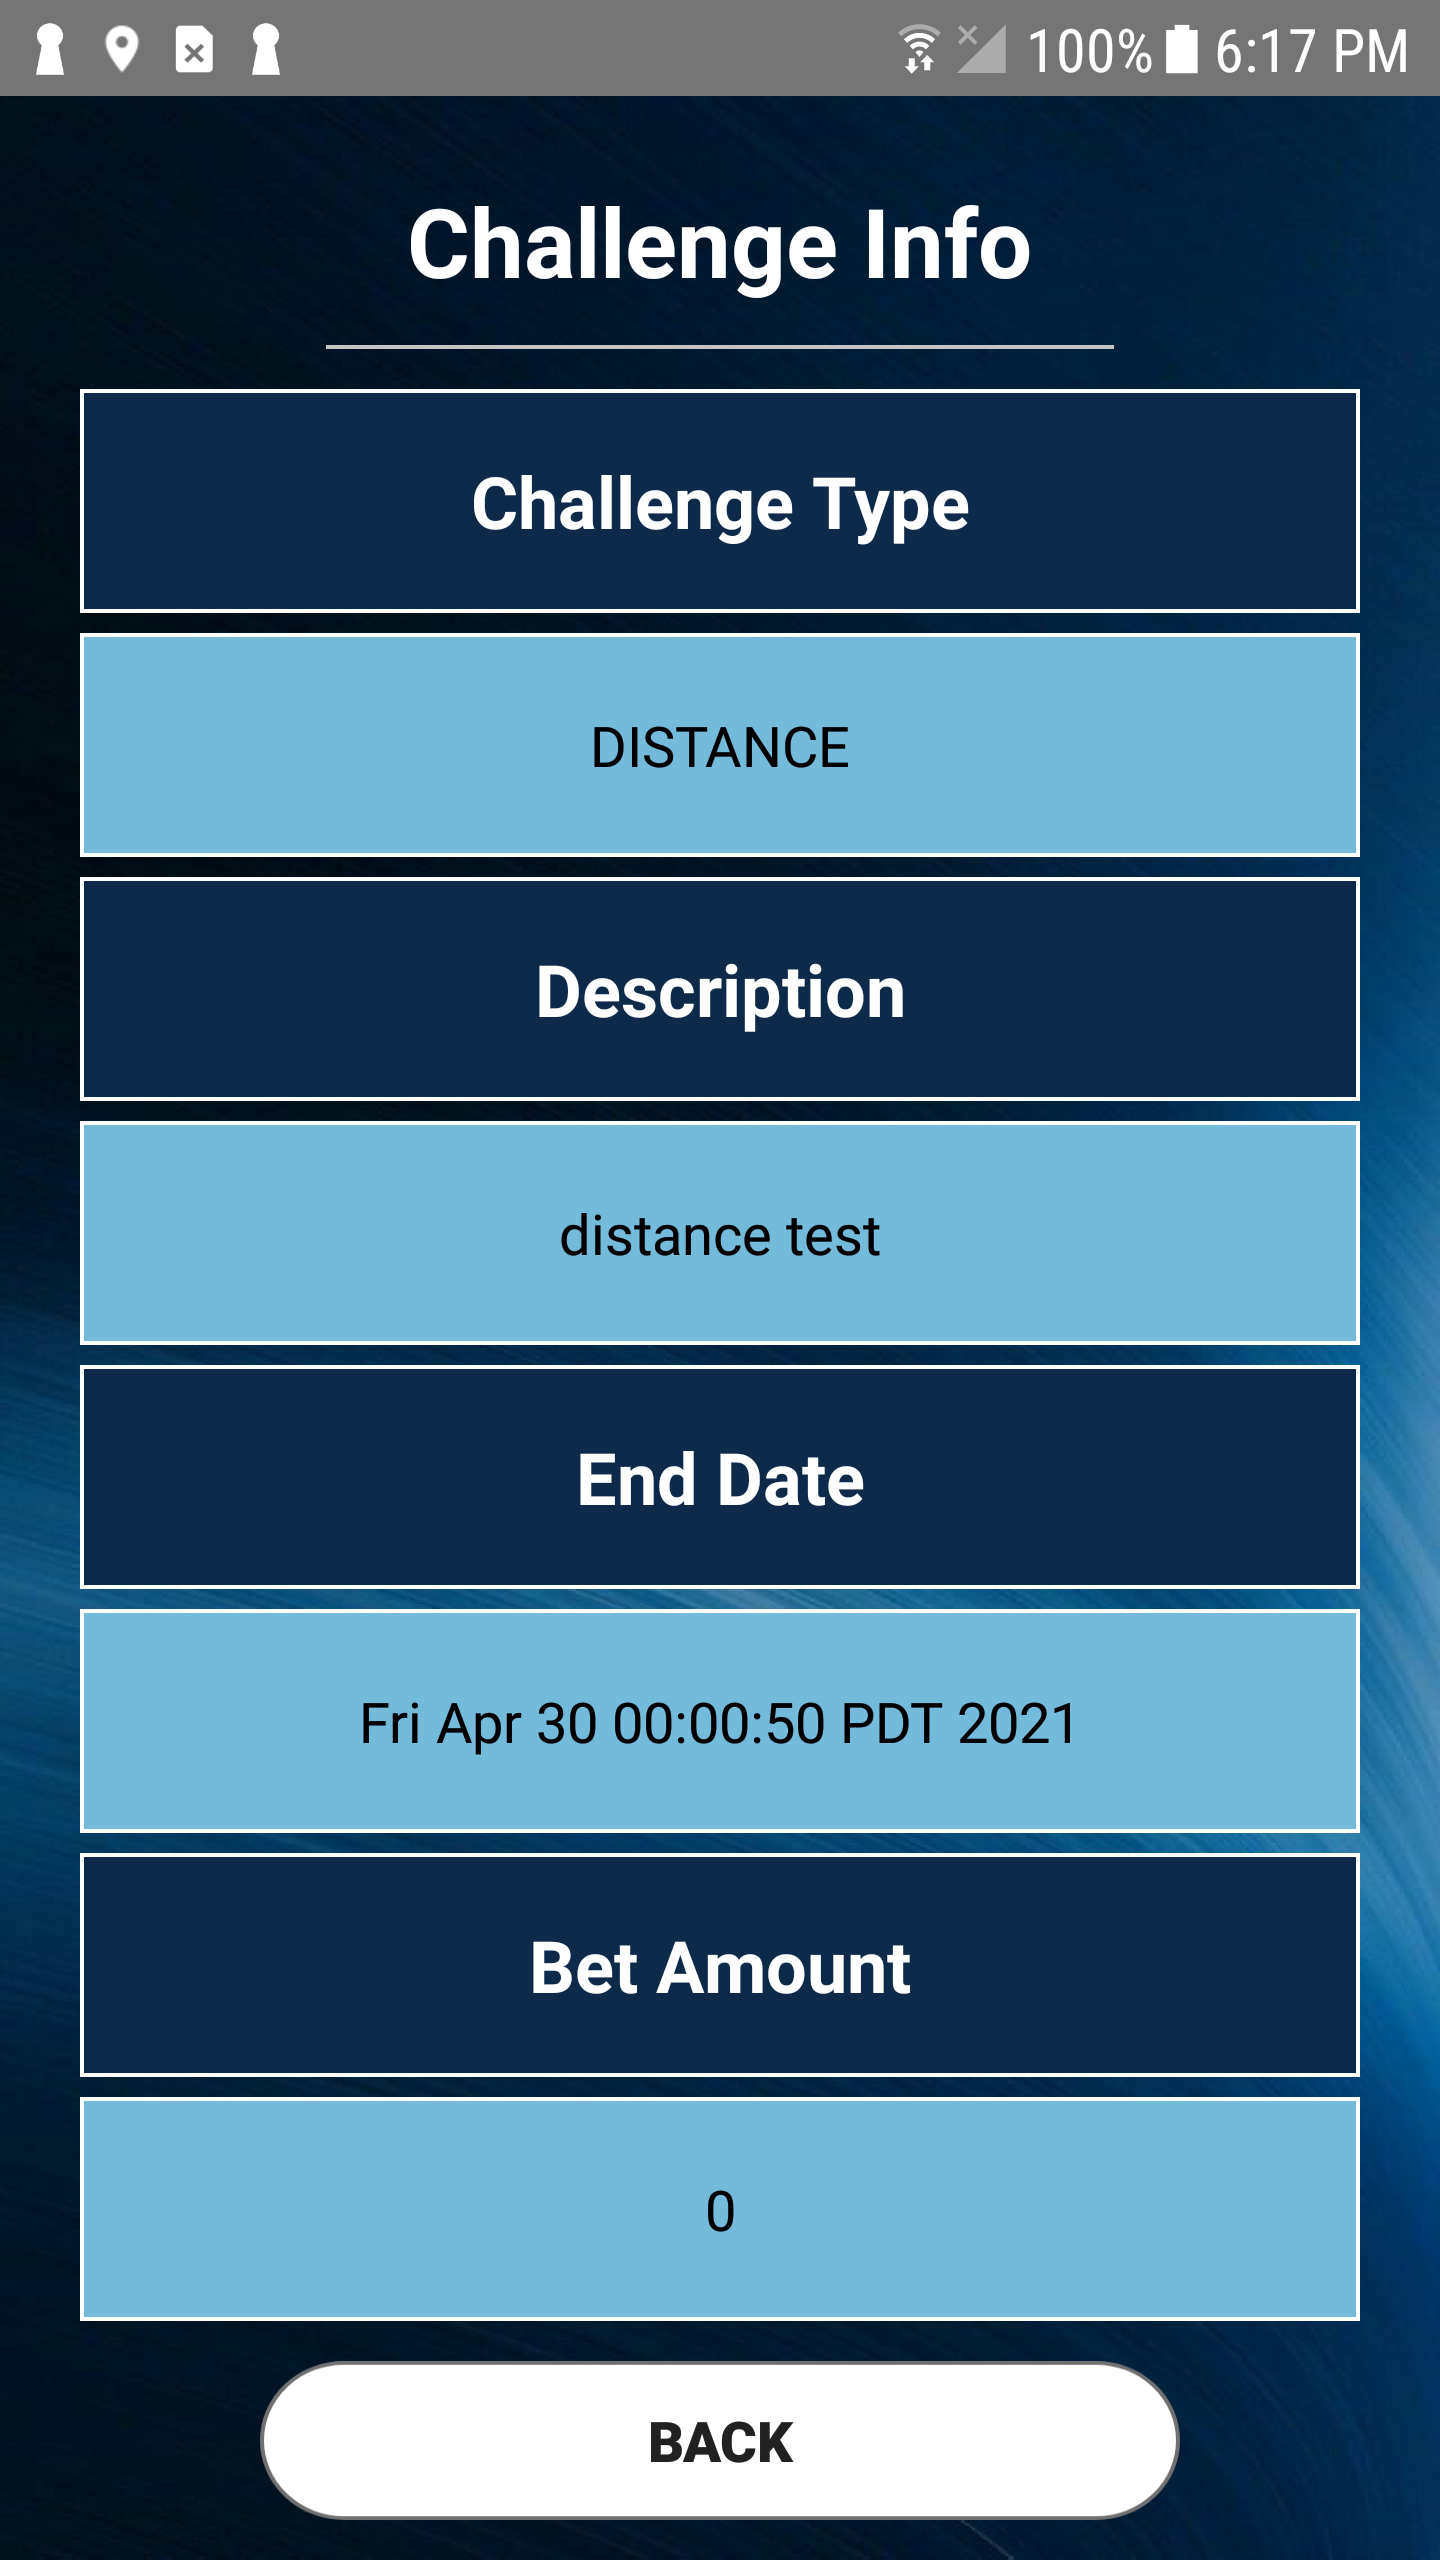 100% 6:17 PM
Challenge Info
Challenge Type
DISTANCE
Description
distance test
End Date
Fri Apr 30 00:00:50 PDT 2021
Bet Amount
0
BACK